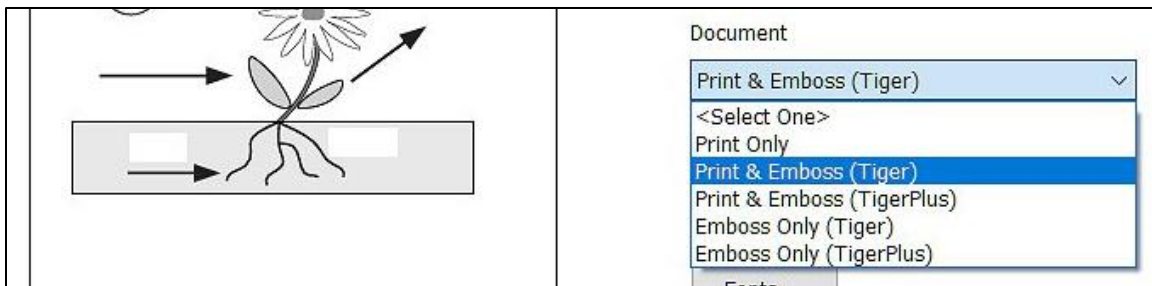 Document
Print & Emboss (Tiger)
<Select One>
Print Only
Print & Emboss (Tiger)
Print & Emboss (TigerPlus)
Emboss Only (Tiger)
Emboss Only (TigerPlus)